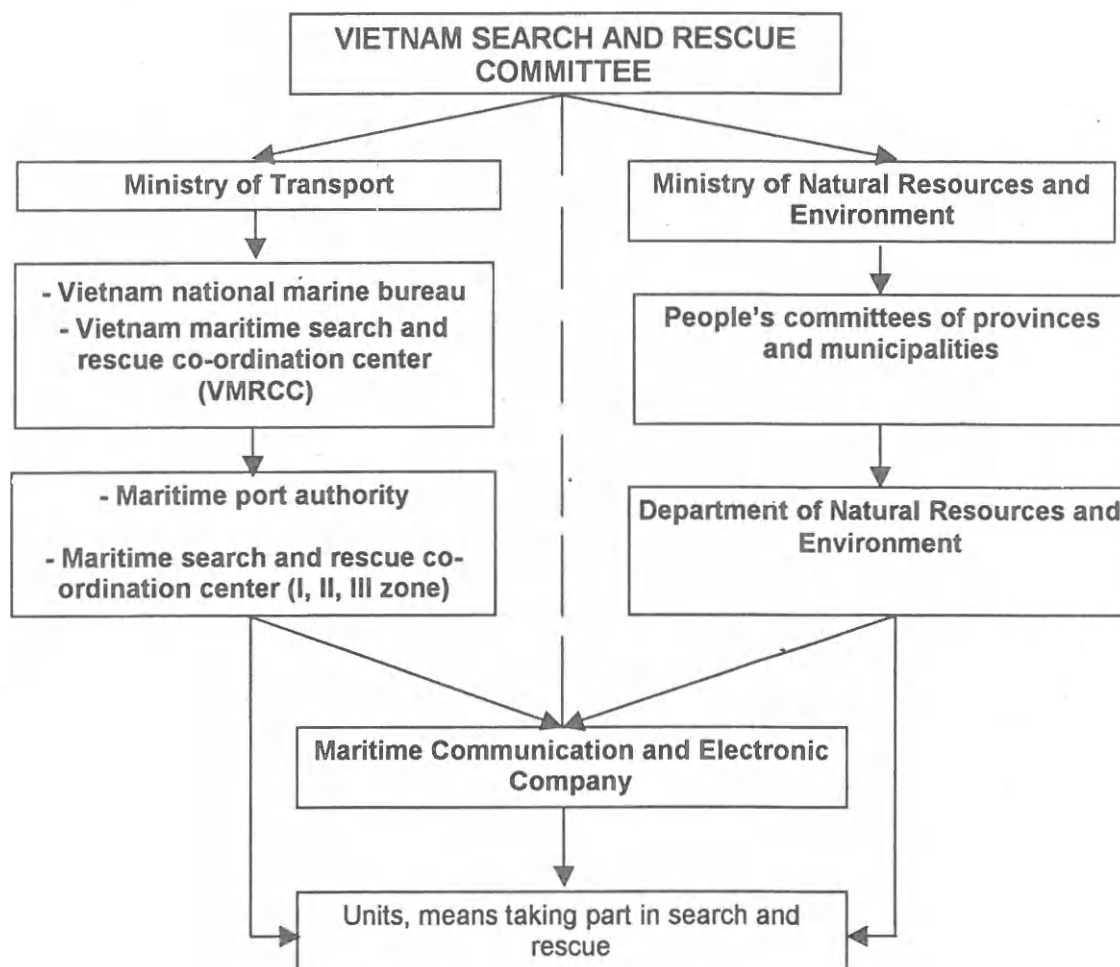 VIETNAM SEARCH AND RESCUE
COMMITTEE
Ministry of Transport
Ministry of Natural Resources and
Environment
- Vietnam national marine bureau
- Vietnam maritime search and
rescue co-ordination center
(VMRCC)
People's committees of provinces
and municipalities
- Maritime port authority
- Maritime search and rescue co-
ordination center (I, II, III zone)
Department of Natural Resources and
Environment
Maritime Communication and Electronic
Company
Units, means taking part in search and
rescue